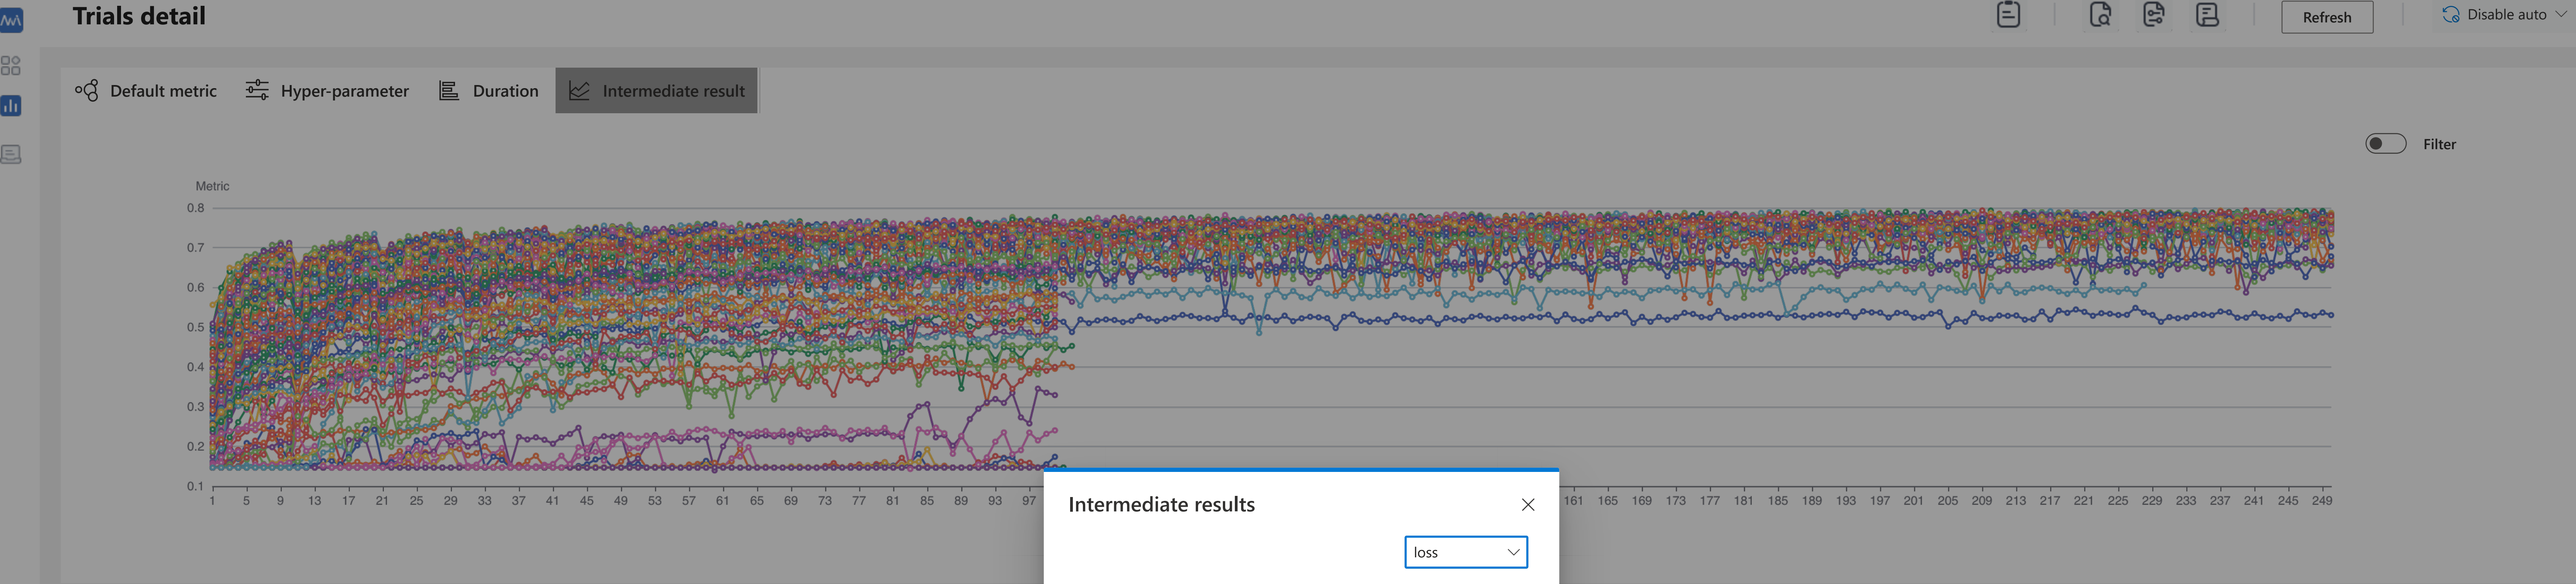 Trials detail
Refresh
Disable auto
Default metric
Hyper-parameter
Duration
Intermediate result
Filter
Metric
0.8
0.7
0.6
0.5
0.4
0.3
0.2
0.1
1 5 9 13 17 21 25 29 33 37 41 45 49 53 57 61 65 69 73 77 81 85 89 93 97 161 165 169 173 177 181 185 189 193 197 201 205 209 213 217 221 225 229 233 237 241 245 249
Intermediate results
loss